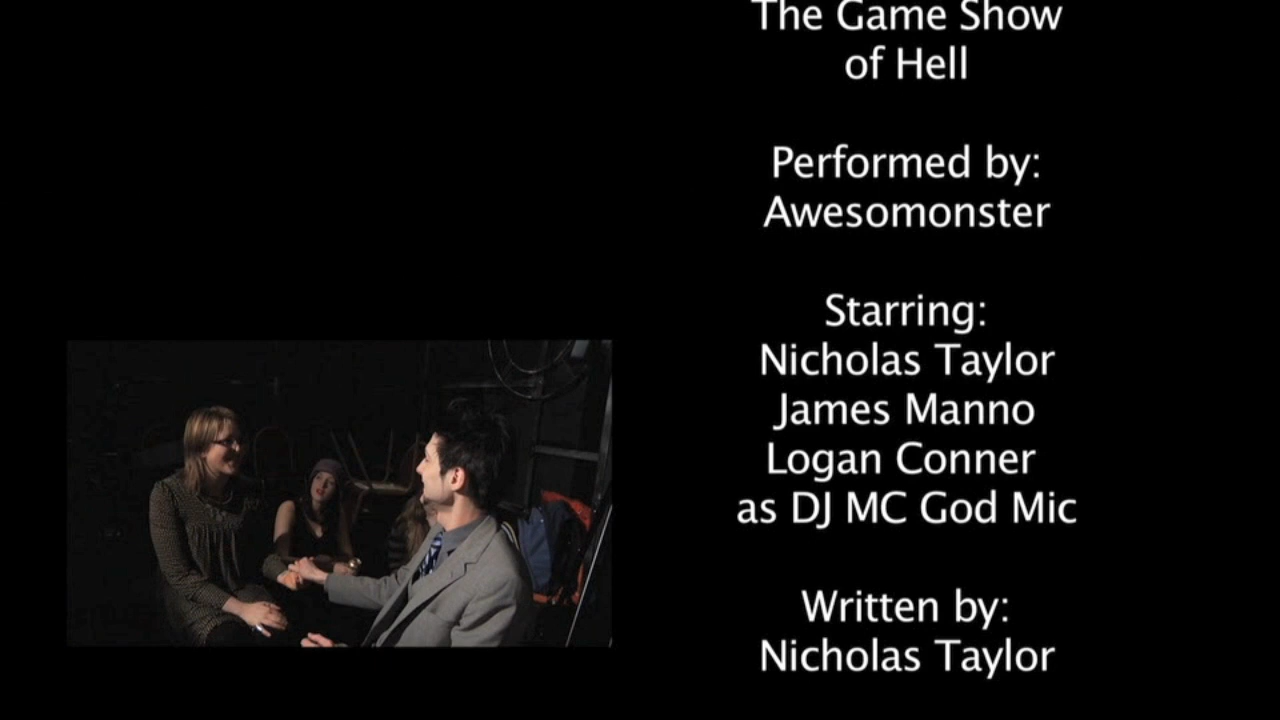 The Game Show
of Hell
Performed by:
Awesomonster
Starring:
Nicholas Taylor
James Manno
Logan Conner
as DJ MC God Mic
Written by:
Nicholas Taylor